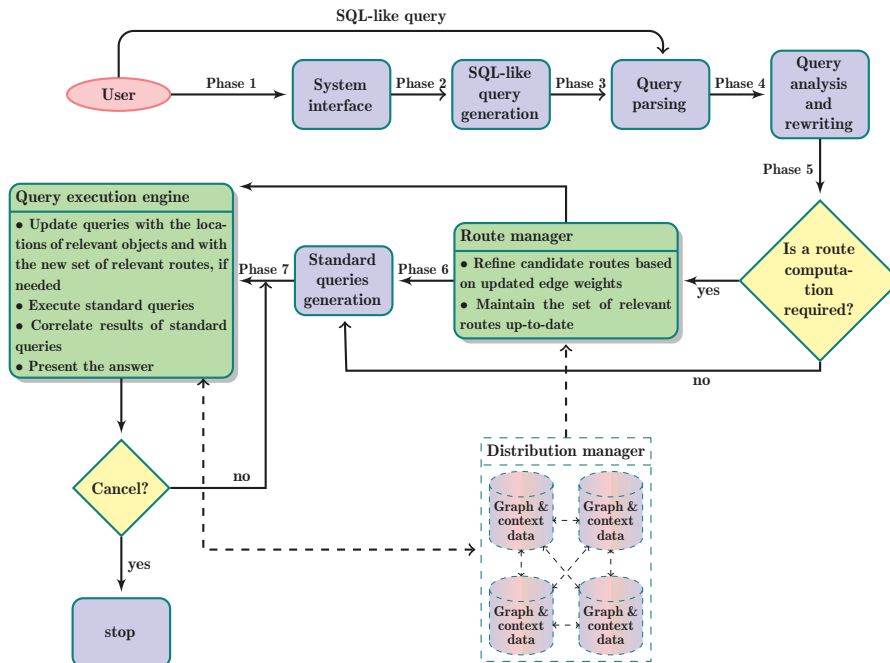 SQL-like query
User
Phase 1
System
interface
Phase 2
SQL-like
query
generation
Phase 3
Query
parsing
Phase 4
Query
analysis
and
rewriting
Phase 5
Is a route
computa-
tion
required?
yes
no
Route manager
• Refine candidate routes based
on updated edge weights
• Maintain the set of relevant
routes up-to-date
Phase 6
Standard
queries
generation
Phase 7
Query execution engine
• Update queries with the loca-
tions of relevant objects and with
the new set of relevant routes, if
needed
• Execute standard queries
• Correlate results of standard
queries
• Present the answer
Cancel?
no
yes
stop
Distribution manager
Graph &
context
data
Graph &
context
data
Graph &
context
data
Graph &
context
data